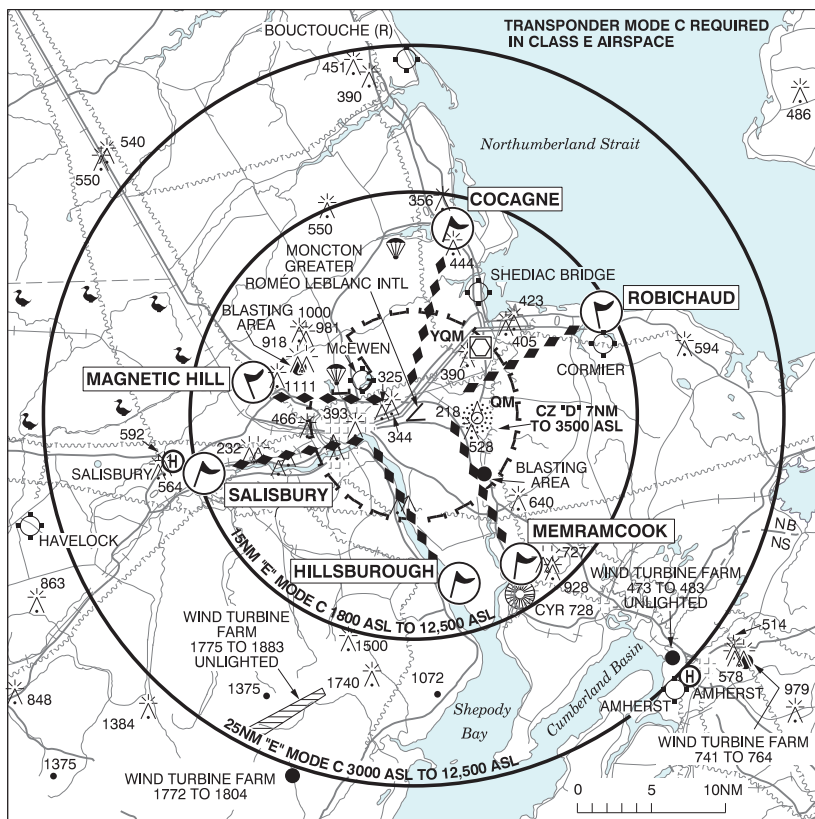 TRANSPONDER MODE C REQUIRED
IN CLASS E AIRSPACE
BOUCTOUCHE (R)
451
390
486
540
550
Northumberland Strait
356
COCAGNE
550
444
MONCTON
GREATER
ROMÉO LEBLANC INTL
SHEDIAC BRIDGE
ROBICHAUD
423
BLASTING
AREA
1000
981
918
McEWEN
YQM
405
594
CORMIER
MAGNETIC HILL
1111
325
390
QM
CZ "D" 7NM
TO 3500 ASL
466
393
344
218
528
592
232
H
SALISBURY
564
SALISBURY
BLASTING
AREA
640
HAVELOCK
MEMRAMCOOK
NB
NS
HILLSBOROUGH
727
928
CYR 728
WIND TURBINE FARM
473 TO 483
UNLIGHTED
863
15NM "E" MODE C 1800 ASL TO 12,500 ASL
WIND TURBINE
FARM
1775 TO 1883
UNLIGHTED
1500
1740
1072
1375
514
578
H
AMHERST
AMHERST
979
848
1384
Shepody
Bay
Cumberland Basin
25NM "E" MODE C 3000 ASL TO 12,500 ASL
WIND TURBINE FARM
741 TO 764
1375
WIND TURBINE FARM
1772 TO 1804
0 5 10NM